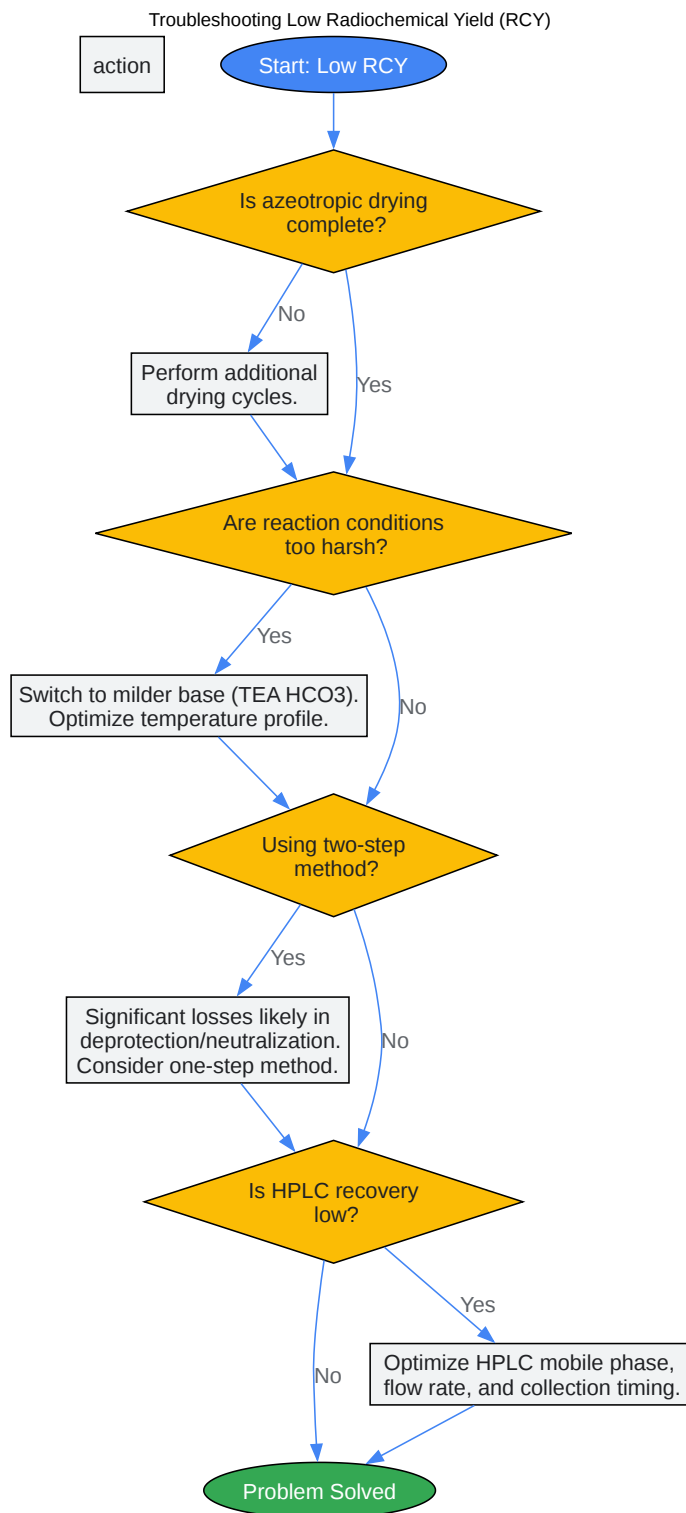 Troubleshooting Low Radiochemical Yield (RCY)
action
Start: Low RCY
Is azeotropic drying
complete?
No
Yes
Perform additional
drying cycles.
Are reaction conditions
too harsh?
Yes
No
Switch to milder base (TEA HCO3).
Optimize temperature profile.
Using two-step
method?
Yes
No
Significant losses likely in
deprotection/neutralization.
Consider one-step method.
Is HPLC recovery
low?
Yes
No
Optimize HPLC mobile phase,
flow rate, and collection timing.
Problem Solved